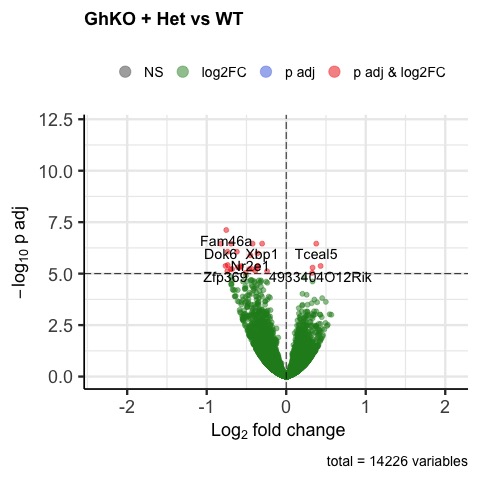 GhKO + Het vs WT
NS log2FC p adj p adj & log2FC
−log10 p adj
12.5
10.0
7.5
5.0
2.5
0.0
Fam46a
Dok6 Xbp1 Tceal5
Nr2e1
Zfp369 4933404O12Rik
-2 -1 0 1 2
Log2 fold change
total = 14226 variables